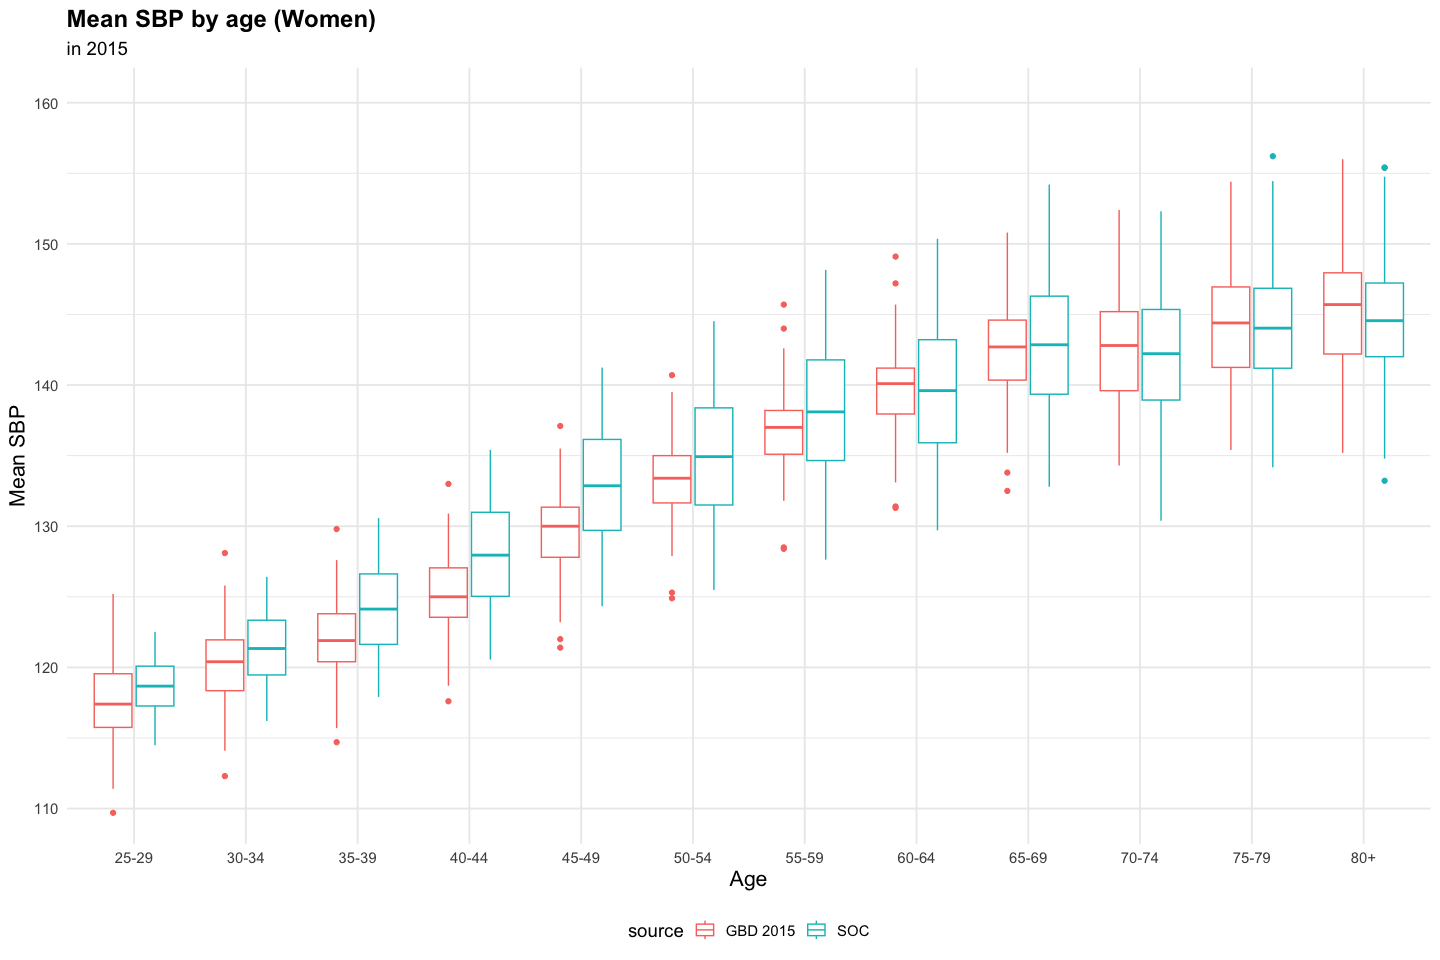 Mean SBP by age (Women)
in 2015
Mean SBP
160
150
140
130
120
110
25-29 30-34 35-39 40-44 45-49 50-54 55-59 60-64 65-69 70-74 75-79 80+
Age
source GBD 2015 SOC